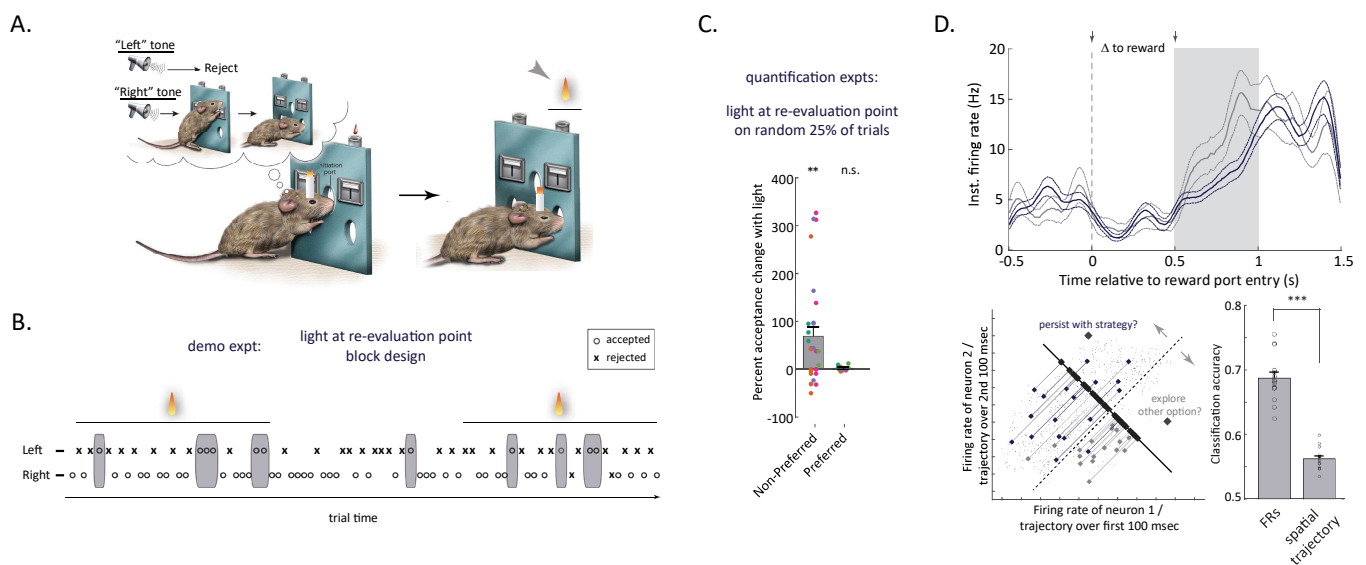 A.
"Left" tone
Reject
"Right" tone
B.
demo expt:
light at re-evaluation point
block design
o accepted
x rejected
Left
Right
trial time
C.
quantification expts:
light at re-evaluation point
on random 25% of trials
**
n.s.
400
300
200
100
0
-100
Percent acceptance change with light
Non-Preferred
Preferred
D.
Δ to reward
20
15
10
5
0
Inst. firing rate (Hz)
-0.5
0
0.5
1
1.5
Time relative to reward port entry (s)
persist with strategy?
explore
other option?
Firing rate of neuron 2 /
trajectory over 2nd 100 msec
Firing rate of neuron 1 /
trajectory over first 100 msec
***
0.8
0.7
0.6
0.5
Classification accuracy
FRs
spatial
trajectory